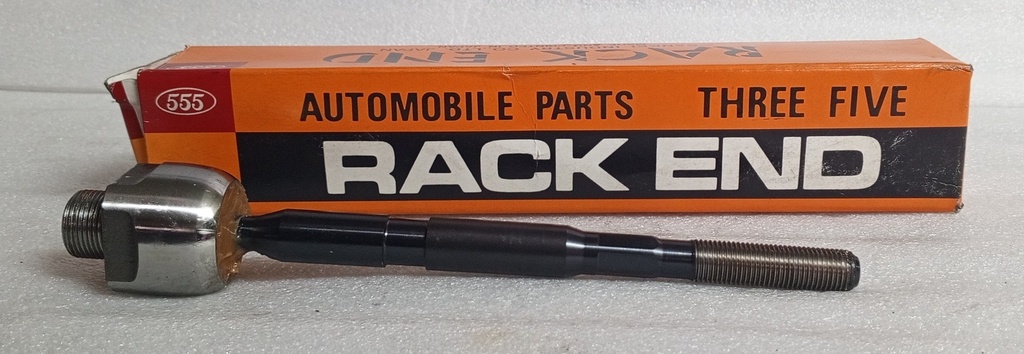 RACK
END
555
AUTOMOBILE PARTS THREE FIVE
RACK END